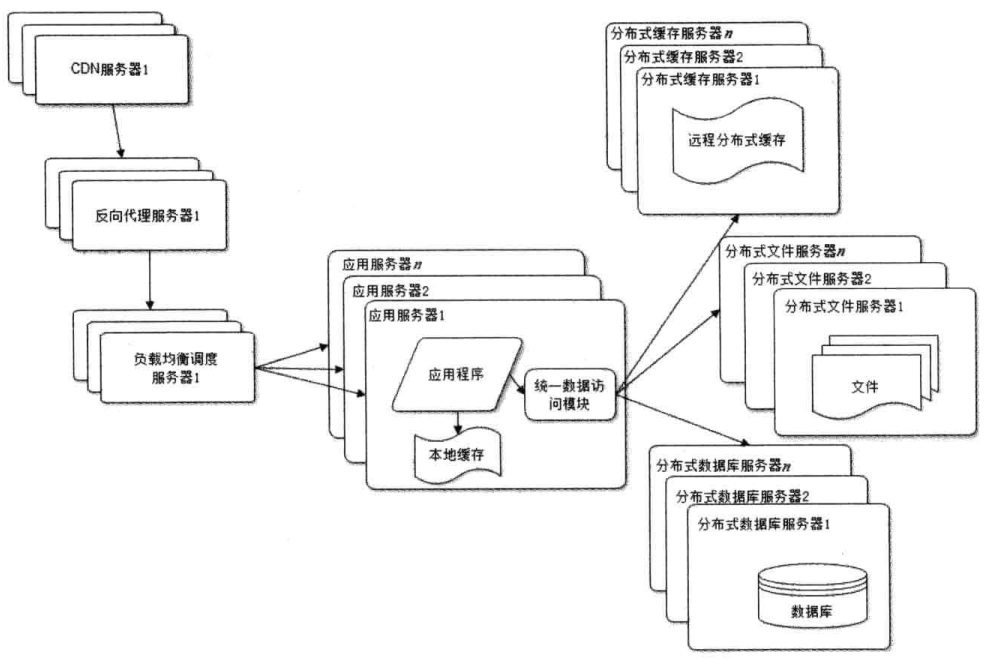 CDN服务器1
反向代理服务器1
负载均衡调度
服务器1
应用服务器n
应用服务器2
应用服务器1
应用程序
统一数据访
问模块
本地缓存
分布式缓存服务器n
分布式缓存服务器2
分布式缓存服务器1
远程分布式缓存
分布式文件服务器n
分布式文件服务器2
分布式文件服务器1
文件
分布式数据库服务器n
分布式数据库服务器2
分布式数据库服务器1
数据库